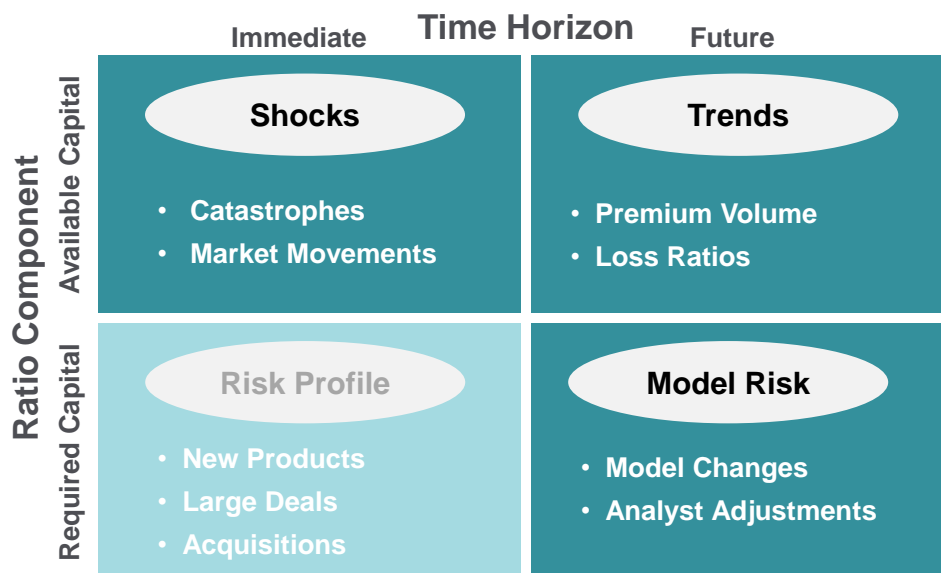 Time Horizon
Immediate
Future
Ratio Component
Available Capital
Shocks
• Catastrophes
• Market Movements
Trends
• Premium Volume
• Loss Ratios
Required Capital
Risk Profile
• New Products
• Large Deals
• Acquisitions
Model Risk
• Model Changes
• Analyst Adjustments